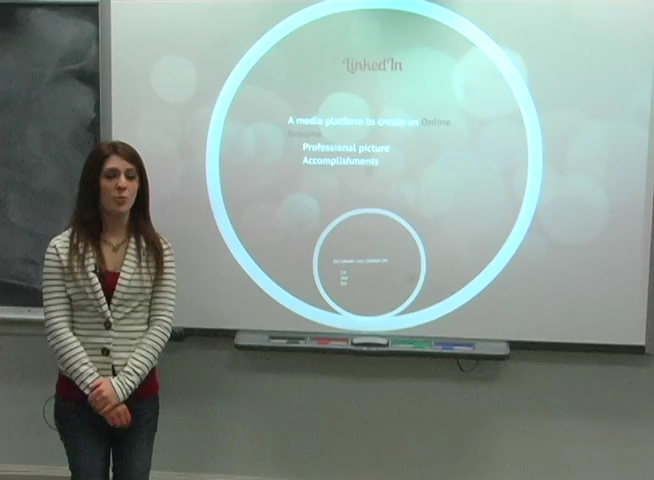 LinkedIn
A media platform to create an Online
Resume
Professional picture
Accomplishments